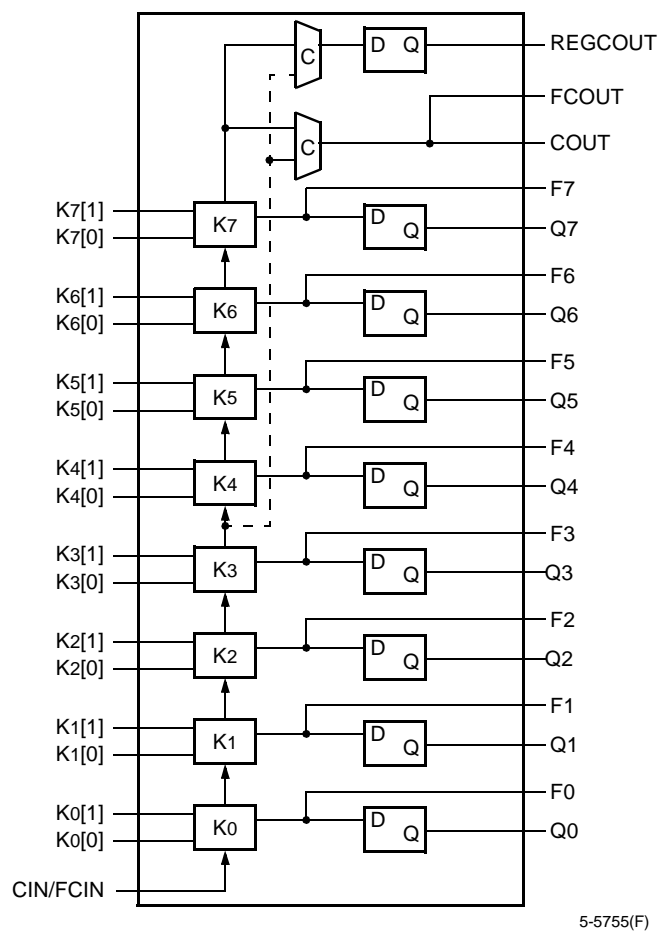 C D Q REGCOUT
FCOUT
C COUT
F7
K7[1]
K7[0] K7 D Q Q7
F6
K6[1]
K6[0] K6 D Q Q6
F5
K5[1]
K5[0] K5 D Q Q5
F4
K4[1]
K4[0] K4 D Q Q4
F3
K3[1]
K3[0] K3 D Q Q3
F2
K2[1]
K2[0] K2 D Q Q2
F1
K1[1]
K1[0] K1 D Q Q1
F0
K0[1]
K0[0] K0 D Q Q0
CIN/FCIN
5-5755(F)